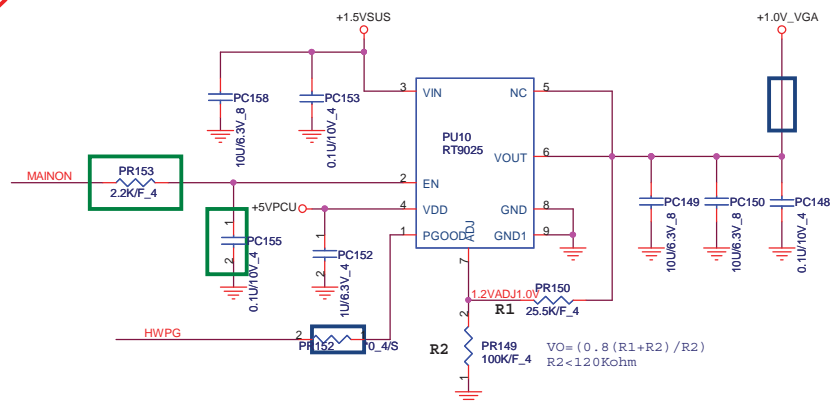 +1.5VSUS
+1.0V_VGA
PC158
10U/6.3V_8
PC153
0.1U/10V_4
3
VIN
NC
5
PU10
RT9025
VOUT
6
MAINON
PR153
2.2K/F_4
2
EN
+5VPCU
4
VDD
GND
8
1
PGOOD
ADJ
GND1
9
7
1
PC155
2
0.1U/10V_4
1
PC152
2
1U/6.3V_4
PC149
10U/6.3V_8
PC150
10U/6.3V_8
PC148
0.1U/10V_4
1.2VADJ1.0V
PR150
R1
25.5K/F_4
HWPG
2
PR152
*0_4/S
R2
2
PR149
100K/F_4
1
VO=(0.8(R1+R2)/R2)
R2<120Kohm